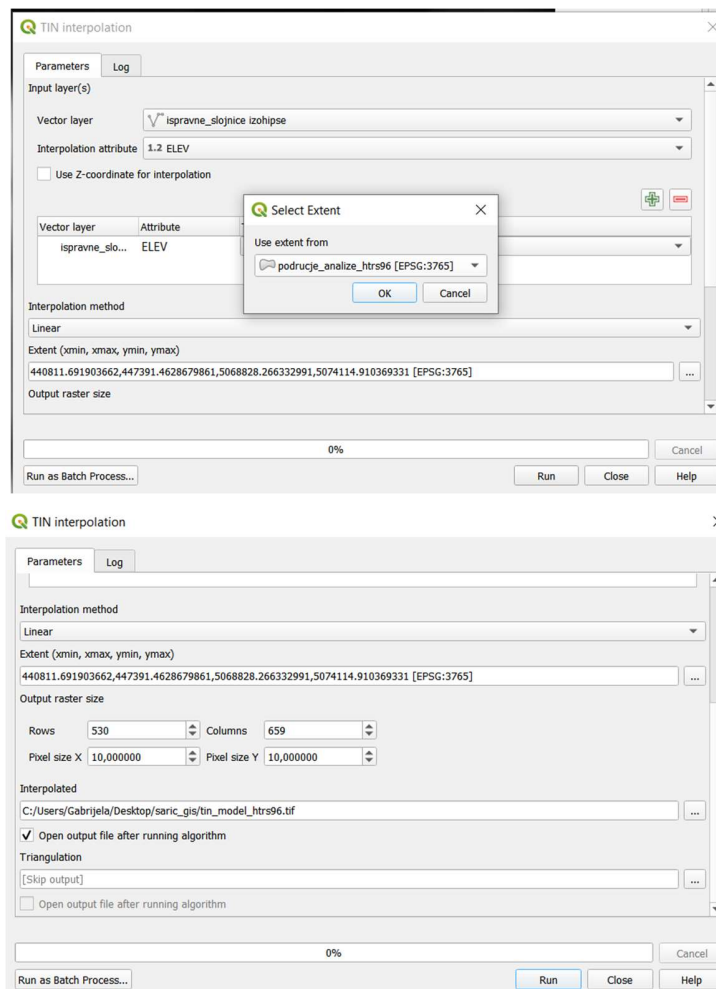 TIN interpolation
Parameters Log
Input layer(s)
Vector layer ispravne_slojnice izohipse
Interpolation attribute 1.2 ELEV
Use Z-coordinate for interpolation
Select Extent
Use extent from
podrucje_analize_htrs96 [EPSG:3765]
OK Cancel
Vector layer Attribute
ispravne_slo... ELEV
Interpolation method
Linear
Extent (xmin, xmax, ymin, ymax)
440811.691903662,447391.4628679861,5068828.266332991,5074114.910369331 [EPSG:3765] ...
Output raster size
0% Cancel
Run as Batch Process... Run Close Help
TIN interpolation
Parameters Log
Interpolation method
Linear
Extent (xmin, xmax, ymin, ymax)
440811.691903662,447391.4628679861,5068828.266332991,5074114.910369331 [EPSG:3765] ...
Output raster size
Rows 530 Columns 659
Pixel size X 10,000000 Pixel size Y 10,000000
Interpolated
C:/Users/Gabrijela/Desktop/saric_gis/tin_model_htrs96.tif ...
Open output file after running algorithm
Triangulation
[Skip output] ...
Open output file after running algorithm
0% Cancel
Run as Batch Process... Run Close Help